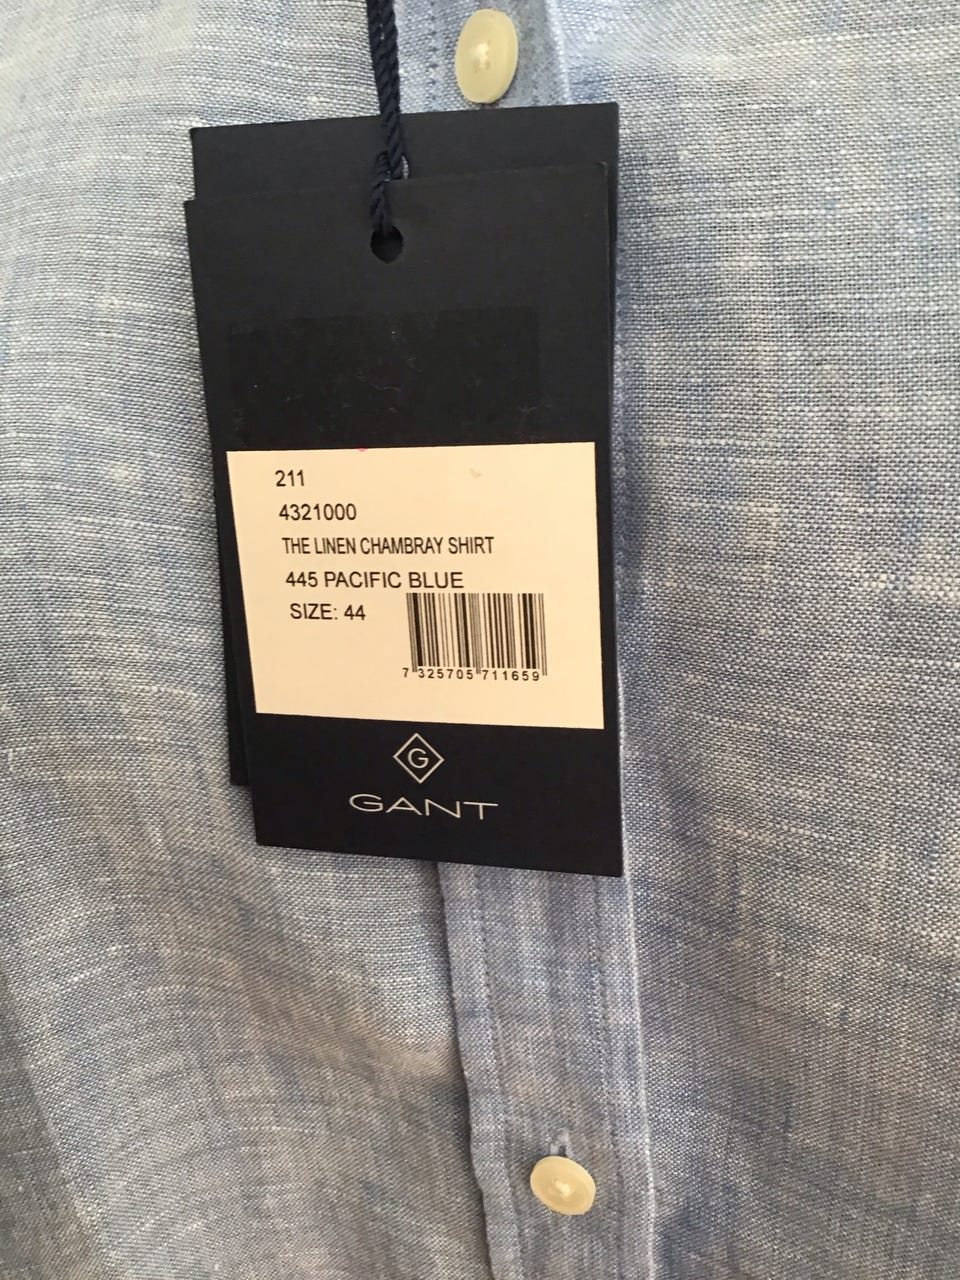 211
4321000
THE LINEN CHAMBRAY SHIRT
445 PACIFIC BLUE
SIZE: 44
7 325705 711659
G
GANT